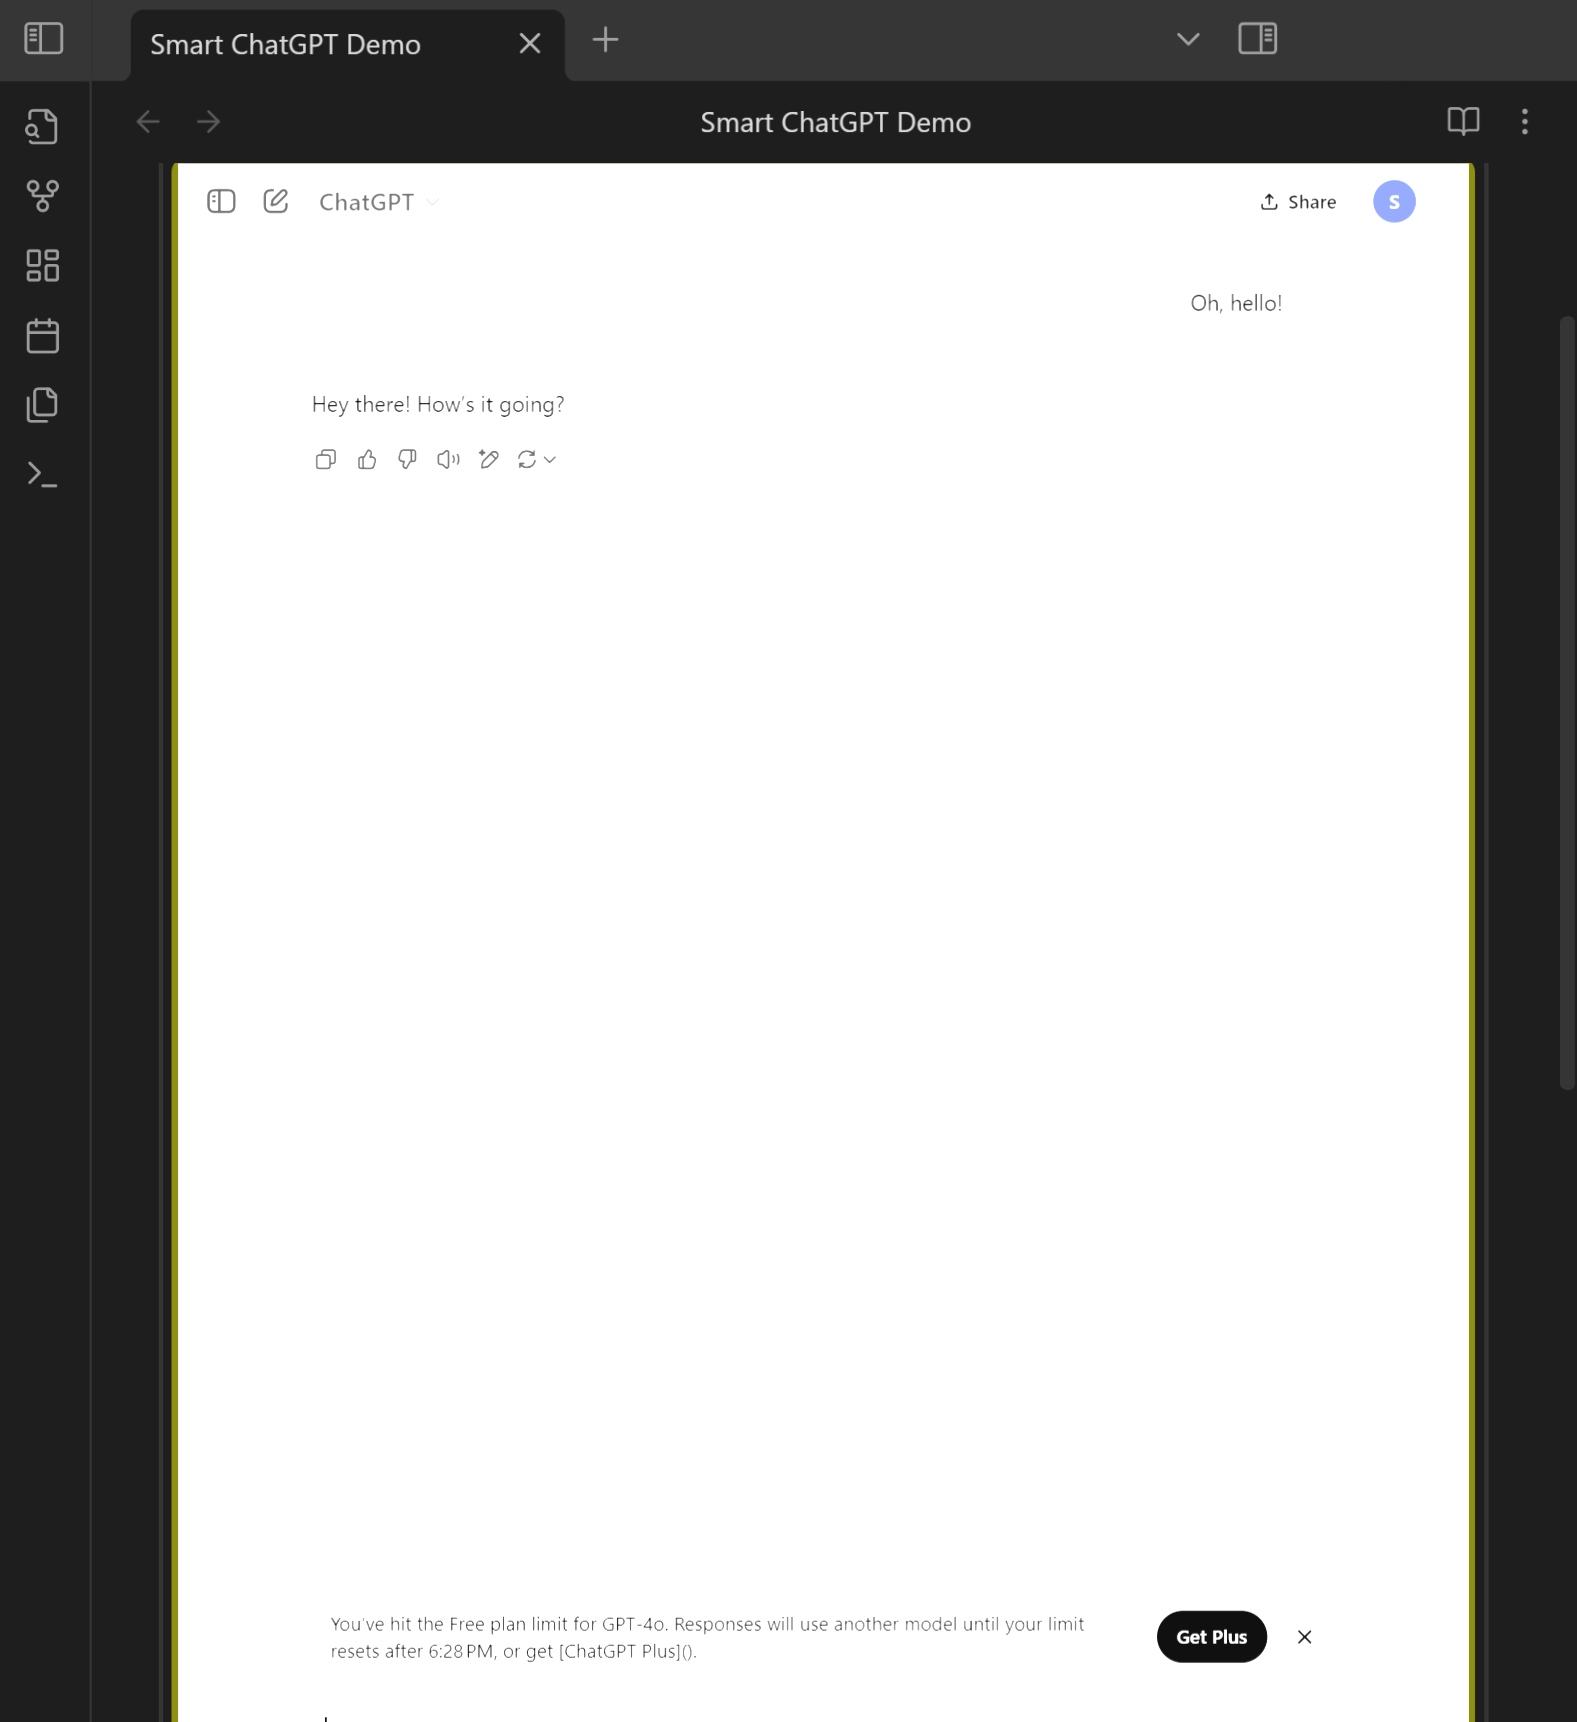 Smart ChatGPT Demo
Smart ChatGPT Demo
ChatGPT
Share
S
Oh, hello!
Hey there! How's it going?
You've hit the Free plan limit for GPT-4o. Responses will use another model until your limit
resets after 6:28 PM, or get [ChatGPT Plus]().
Get Plus